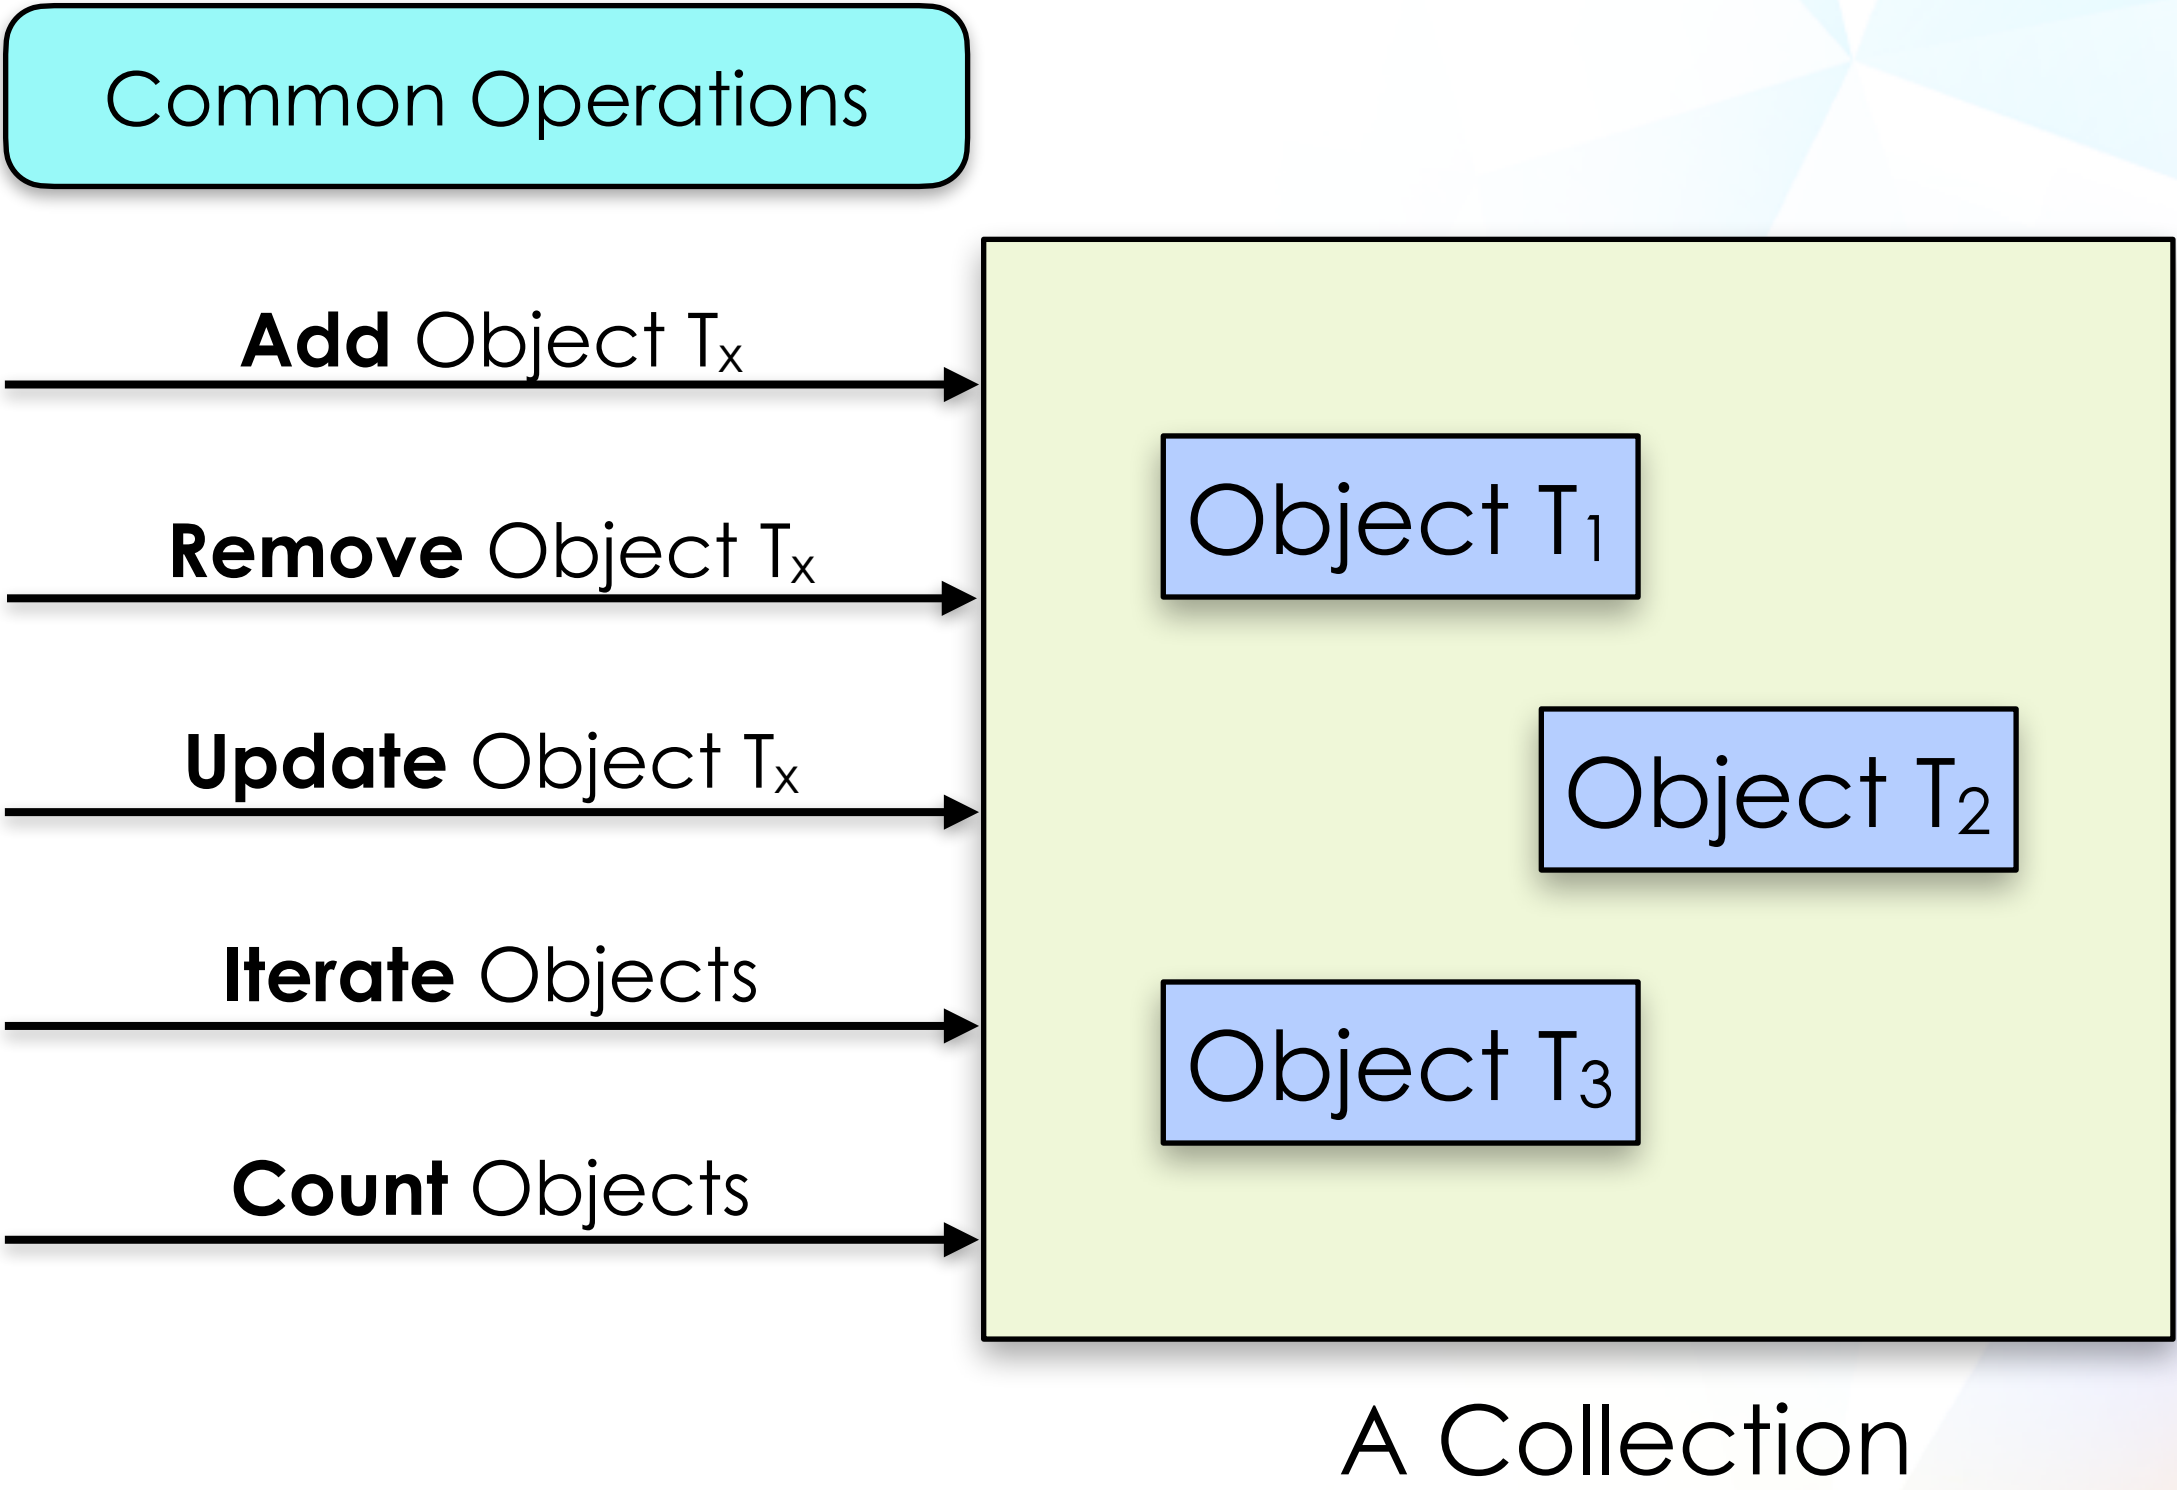 Common Operations
Add Object Tx
Remove Object Tx
Update Object Tx
Iterate Objects
Count Objects
Object T1
Object T2
Object T3
A Collection